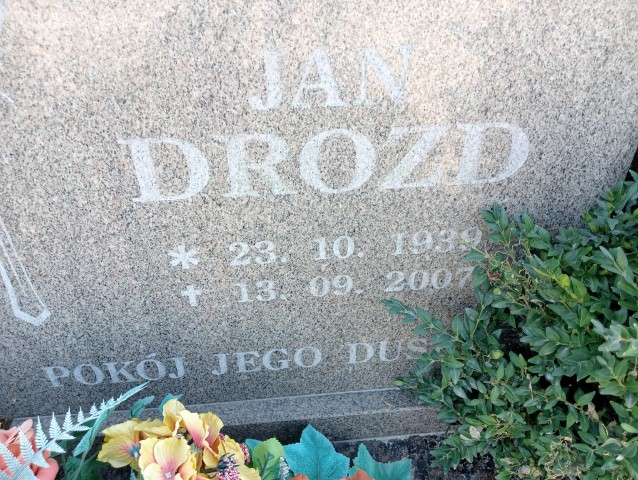 JAN
DROZD
* 23. 10. 1939
✝ 13. 09. 2007
POKÓJ JEGO